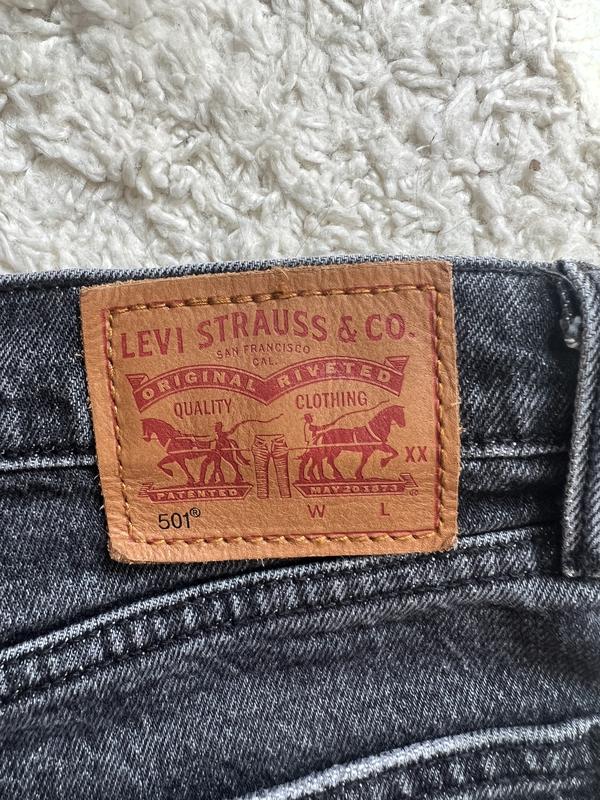 LEVI STRAUSS & CO.
SAN FRANCISCO
CAL.
ORIGINAL RIVETED
QUALITY CLOTHING
XX
PATENTED MAY 20 1873 ®
501® W L